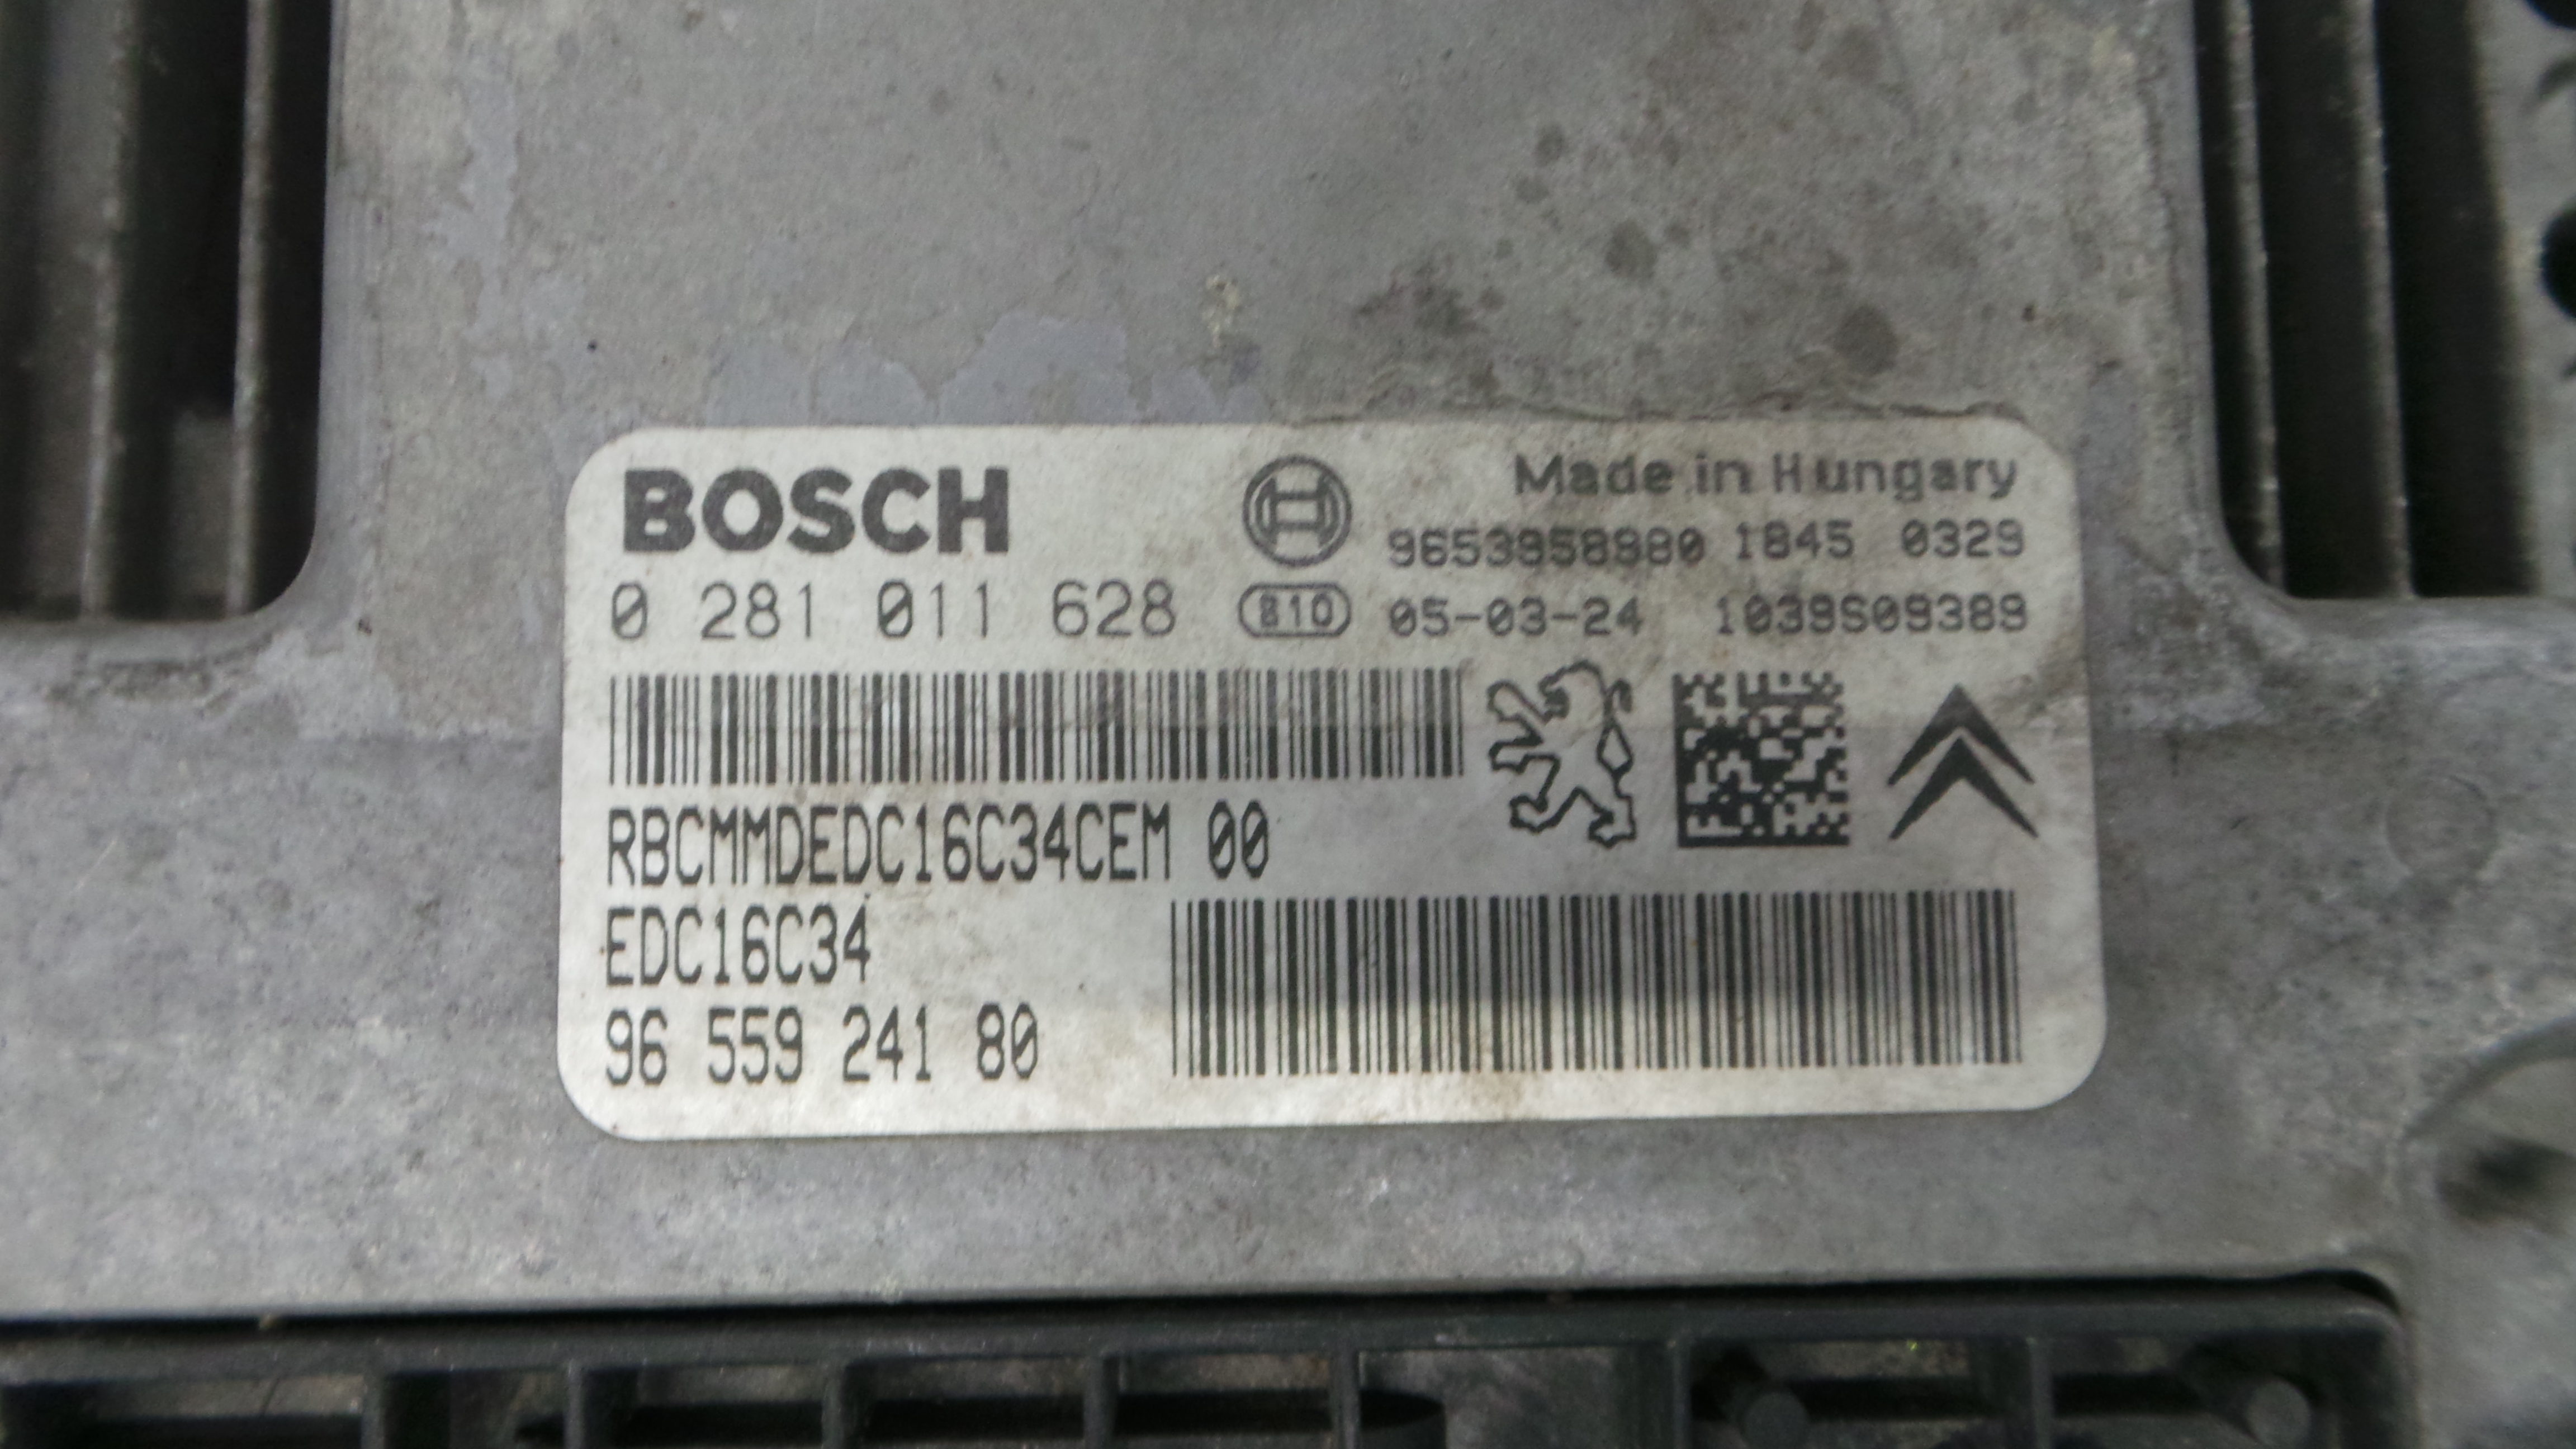 BOSCH
Made in Hungary
9653958980 1845 0329
0 281 011 628
810
05-03-24 1039S09389
RBCMMDEDC16C34CEM 00
EDC16C34
96 559 241 80